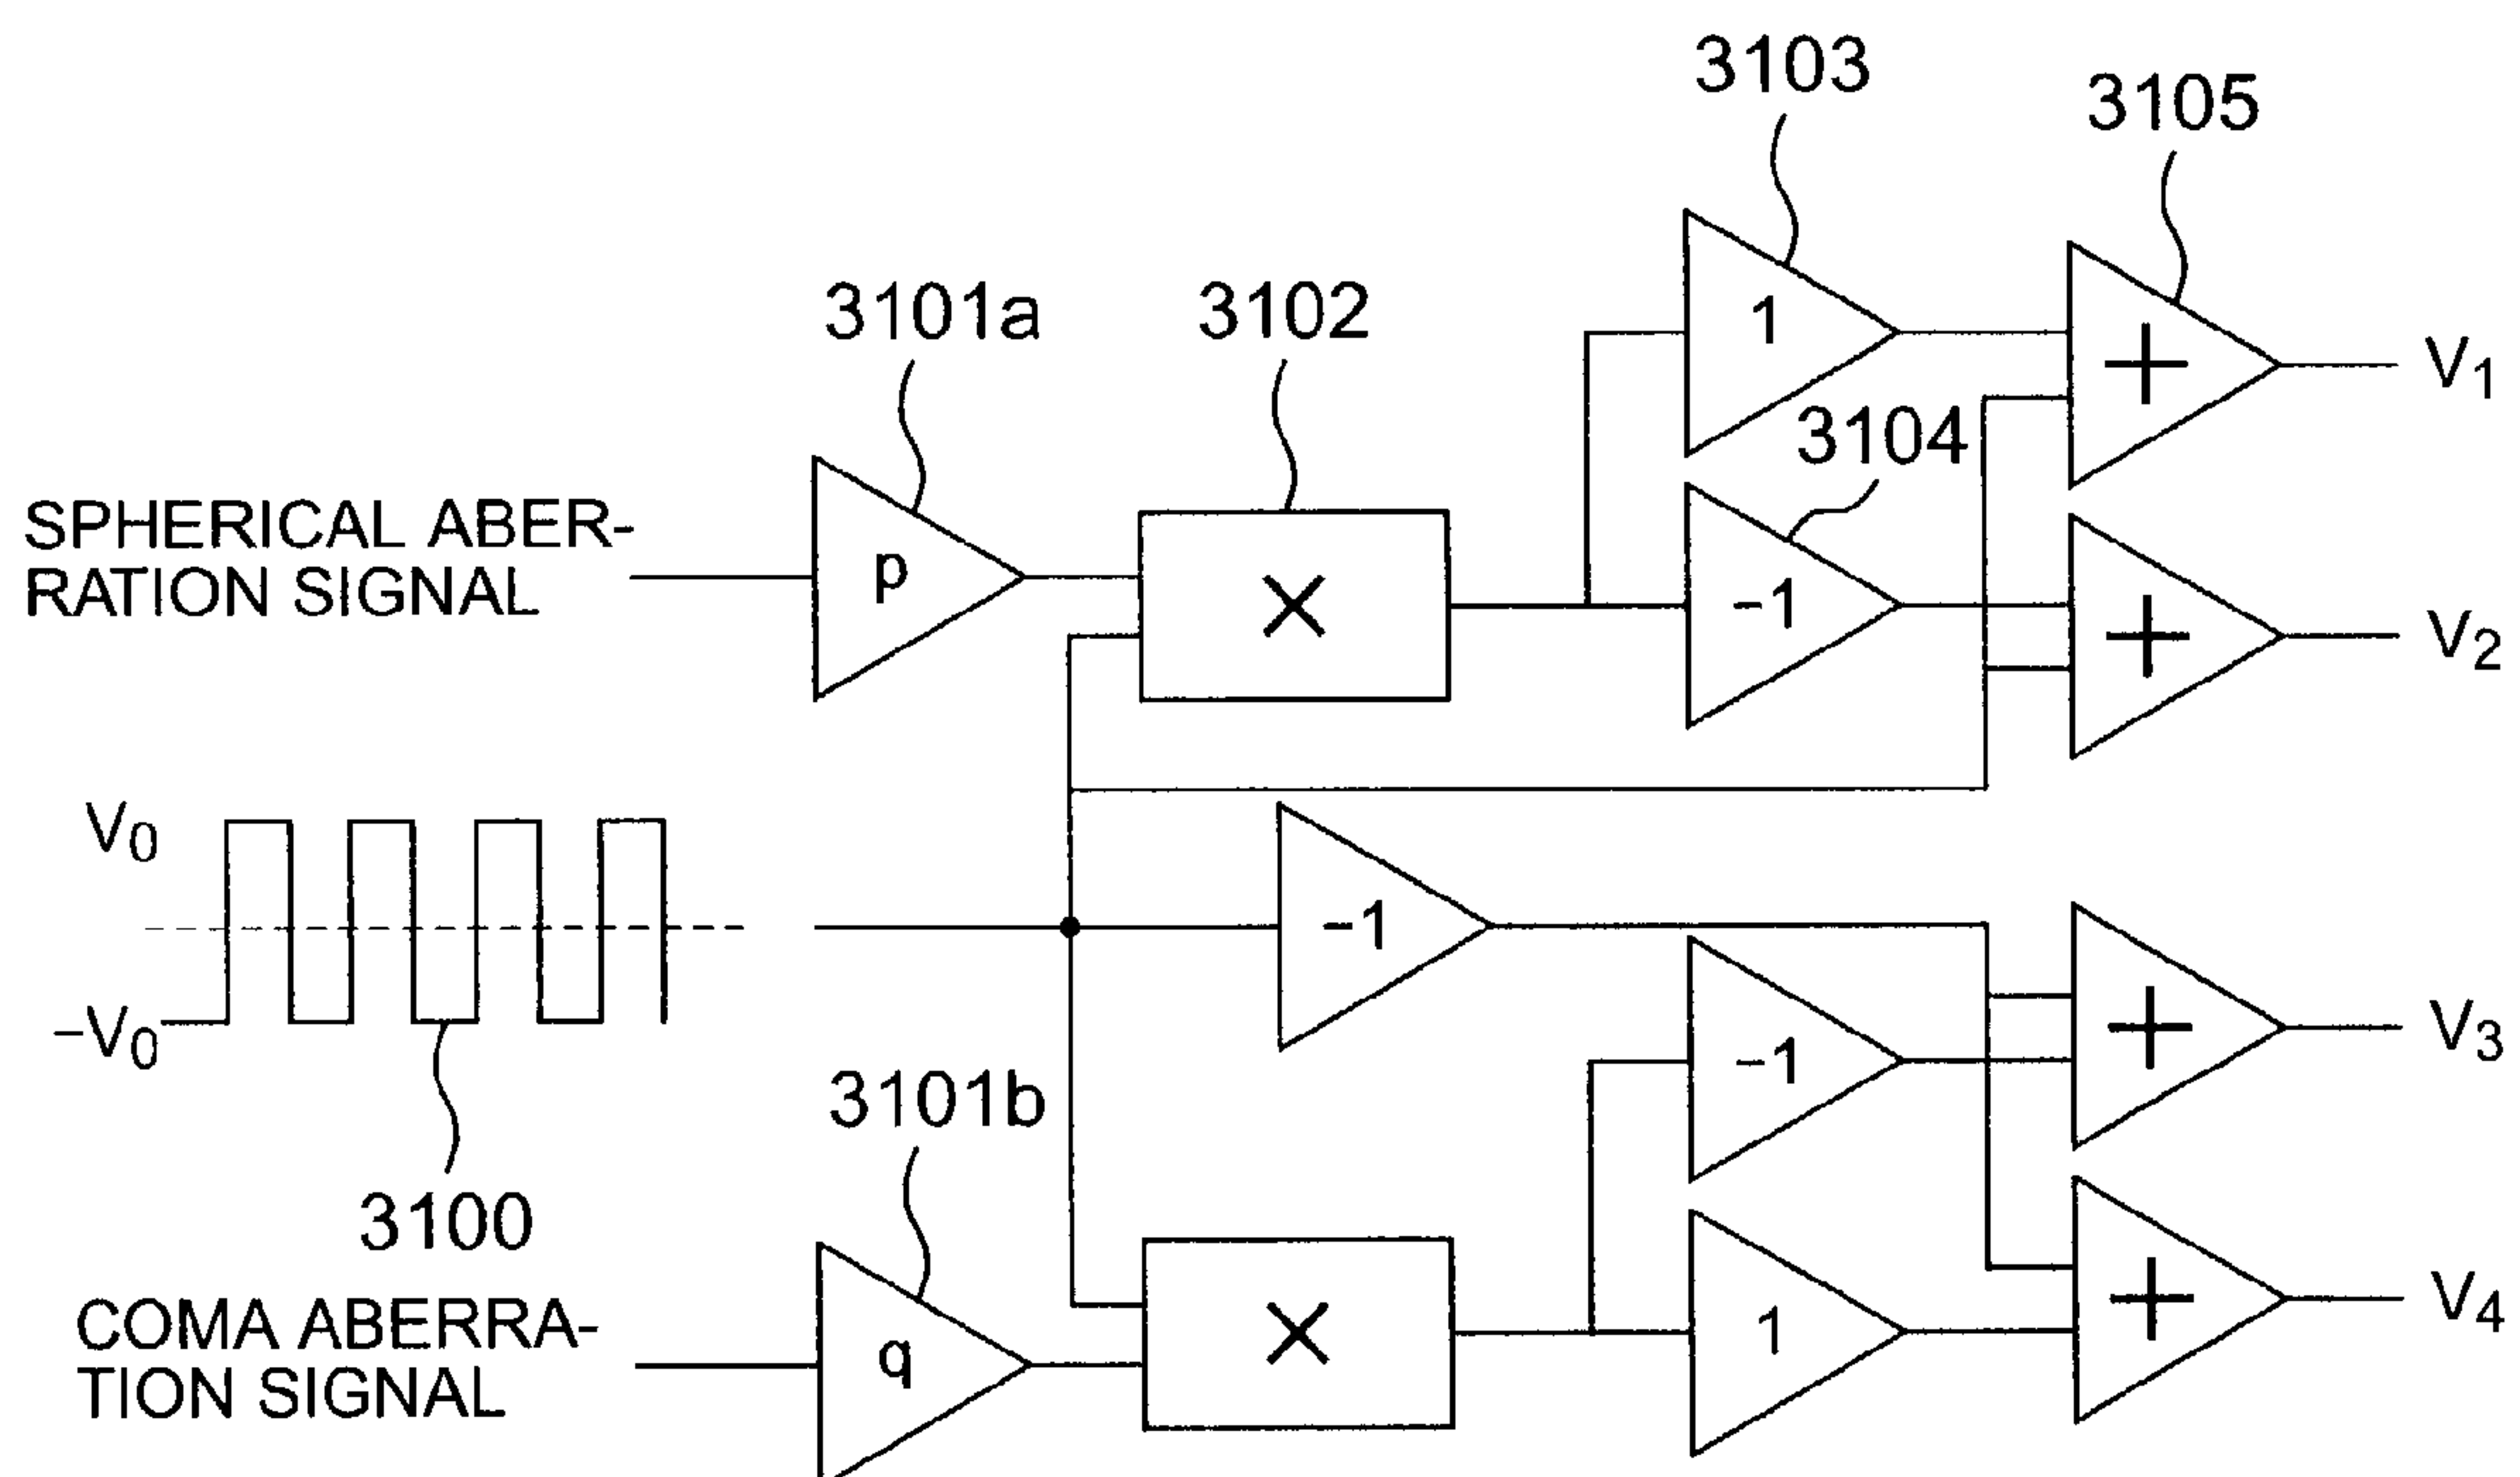 3103
3105
3101a
3102
1
+
V1
3104
SPHERICAL ABER-
RATION SIGNAL
p
×
-1
+
V2
V0
-1
+
V3
-V0
-1
3101b
3100
COMA ABERRA-
TION SIGNAL
q
×
1
+
V4